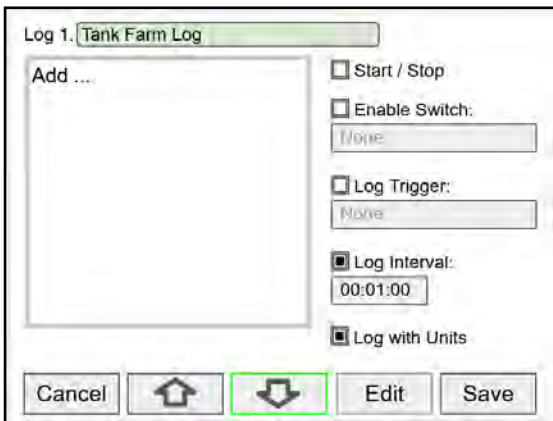 Log 1. Tank Farm Log
Add ...
Start / Stop
Enable Switch:
None
Log Trigger:
None
Log Interval:
00:01:00
Log with Units
Cancel Edit Save